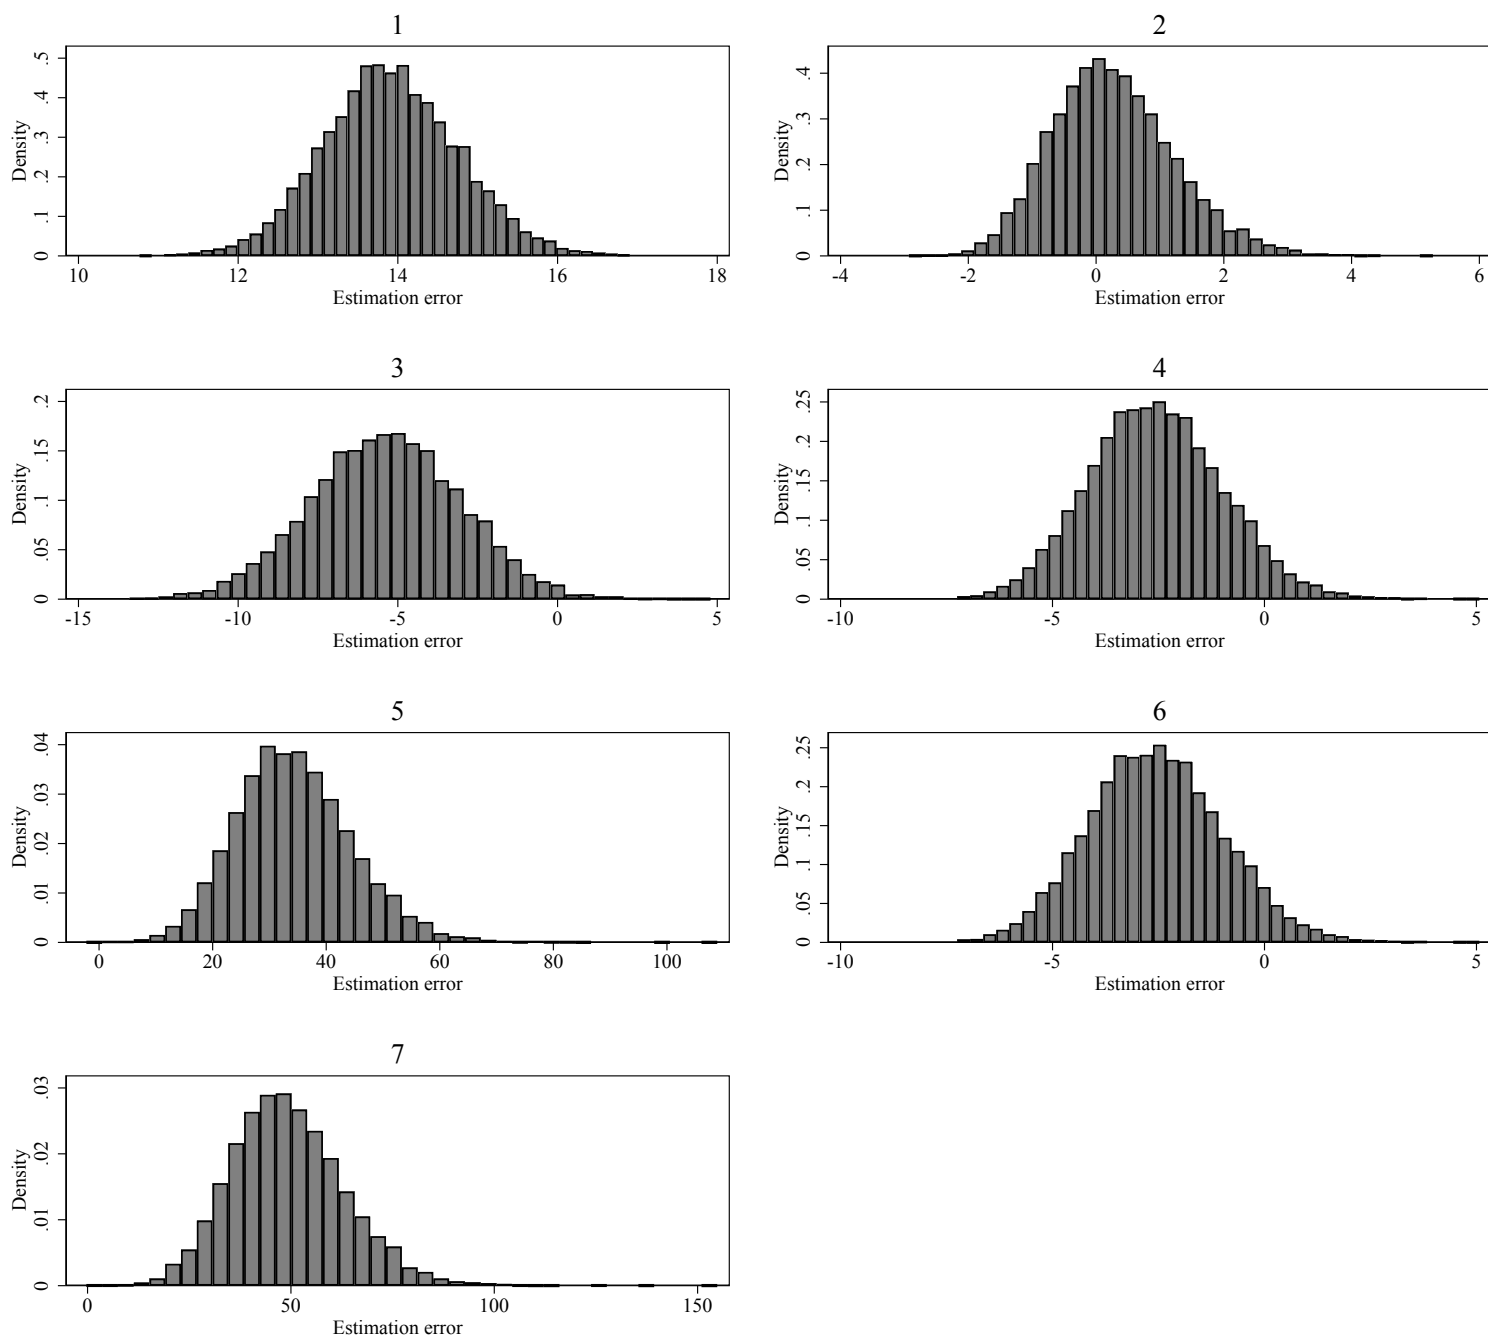 1
Density
0 .1 .2 .3 .4 .5
10 12 14 16 18
Estimation error
2
Density
0 .1 .2 .3 .4
-4 -2 0 2 4 6
Estimation error
3
Density
0 .05 .1 .15 .2
-15 -10 -5 0 5
Estimation error
4
Density
0 .05 .1 .15 .2 .25
-10 -5 0 5
Estimation error
5
Density
0 .01 .02 .03 .04
0 20 40 60 80 100
Estimation error
6
Density
0 .05 .1 .15 .2 .25
-10 -5 0 5
Estimation error
7
Density
0 .01 .02 .03
0 50 100 150
Estimation error